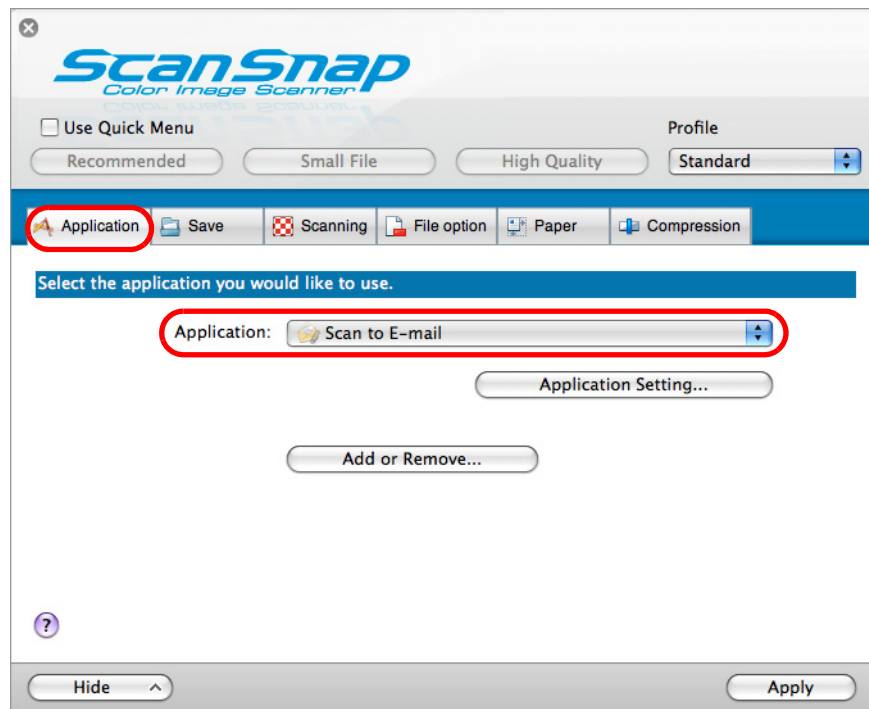 ScanSnap
Color Image Scanner
Use Quick Menu
Profile
Recommended
Small File
High Quality
Standard
Application
Save
Scanning
File option
Paper
Compression
Select the application you would like to use.
Application:
Scan to E-mail
Application Setting...
Add or Remove...
?
Hide
Apply